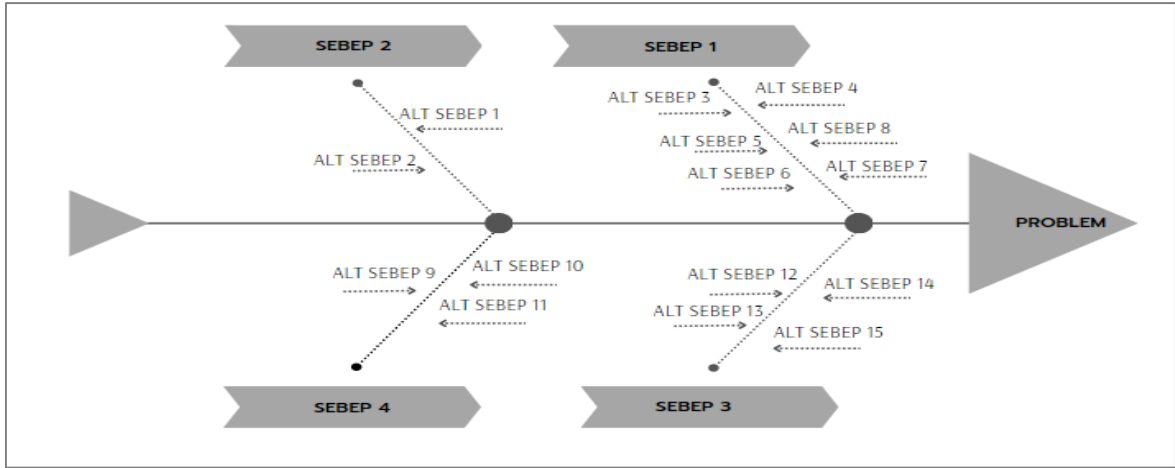 SEBEP 2
SEBEP 1
ALT SEBEP 1
ALT SEBEP 2
ALT SEBEP 3
ALT SEBEP 4
ALT SEBEP 5
ALT SEBEP 8
ALT SEBEP 6
ALT SEBEP 7
PROBLEM
ALT SEBEP 9
ALT SEBEP 10
ALT SEBEP 11
ALT SEBEP 12
ALT SEBEP 14
ALT SEBEP 13
ALT SEBEP 15
SEBEP 4
SEBEP 3